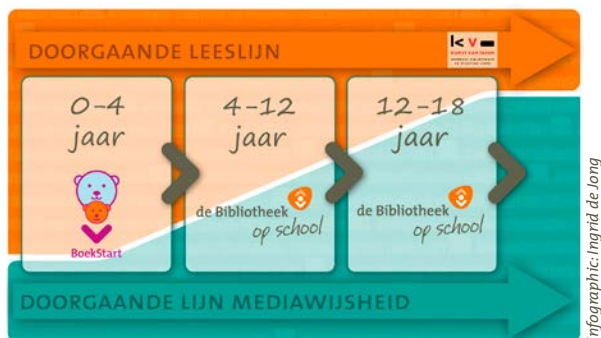 DOORGAANDE LEESLIJN
KVL
0-4
jaar
BoekStart
4-12
jaar
de Bibliotheek
op school
12-18
jaar
de Bibliotheek
op school
DOORGAANDE LIJN MEDIAWIJSHEID
Infographic: Ingrid de Jong